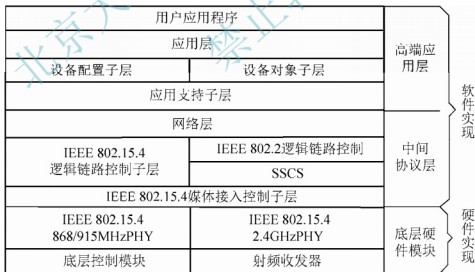 用户应用程序
应用层
设备配置子层
设备对象子层
应用支持子层
网络层
IEEE 802.15.4
逻辑链路控制子层
IEEE 802.2逻辑链路控制
SSCS
IEEE 802.15.4媒体接入控制子层
IEEE 802.15.4
868/915MHzPHY
IEEE 802.15.4
2.4GHzPHY
底层控制模块
射频收发器
高端应
用层
中间
协议层
底层硬
件模块
软件实现
硬件实现
北京
禁止